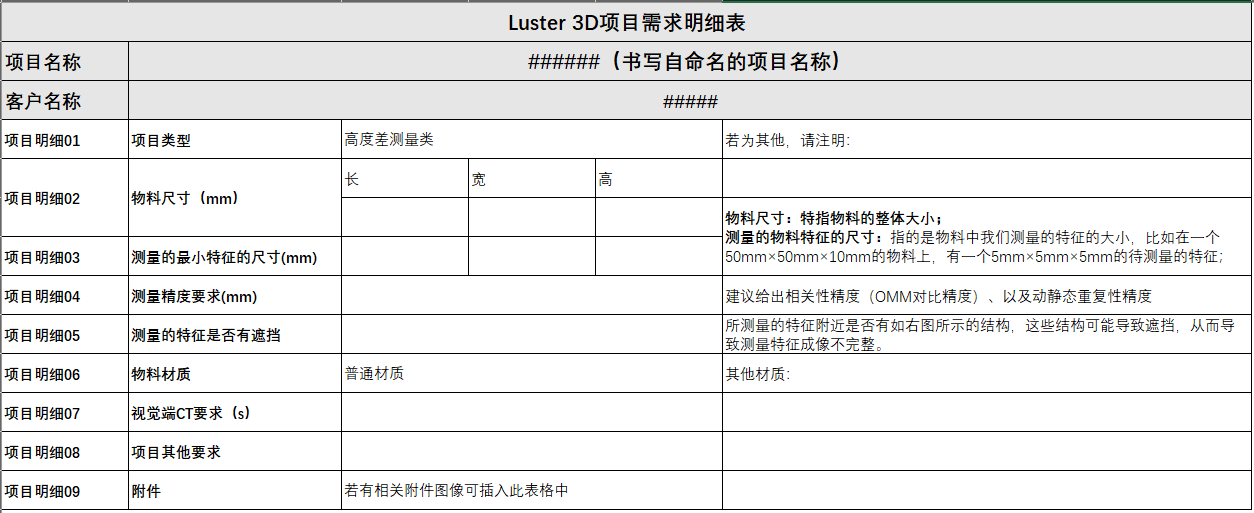 Luster 3D项目需求明细表
项目名称
######（书写自命名的项目名称）
客户名称
#####
项目明细01
项目类型
高度差测量类
若为其他，请注明：
项目明细02
物料尺寸（mm）
长
宽
高
物料尺寸：特指物料的整体大小；
测量的物料特征的尺寸：指的是物料中我们测量的特征的大小，比如在一个
50mm×50mm×10mm的物料上，有一个5mm×5mm×5mm的待测量的特征；
项目明细03
测量的最小特征的尺寸(mm)
项目明细04
测量精度要求(mm)
建议给出相关性精度（OMM对比精度）、以及动静态重复性精度
项目明细05
测量的特征是否有遮挡
所测量的特征附近是否有如右图所示的结构，这些结构可能导致遮挡，从而导
致测量特征成像不完整。
项目明细06
物料材质
普通材质
其他材质：
项目明细07
视觉端CT要求（s）
项目明细08
项目其他要求
项目明细09
附件
若有相关附件图像可插入此表格中